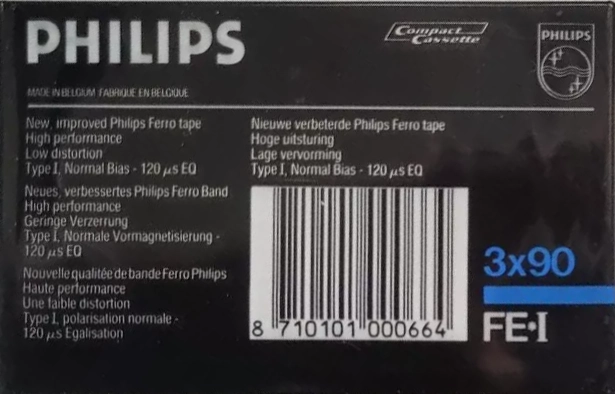 PHILIPS
Compact
Cassette
PHILIPS
MADE IN BELGIUM FABRIQUE EN BELGIQUE
New, improved Philips Ferro tape
High performance
Low distortion
Type I, Normal Bias - 120 µs EQ
Neues, verbessertes Philips Ferro Band
High performance
Geringe Verzerrung
Type I, Normale Vormagnetisierung -
120 µs EQ
Nouvelle qualitée de bande Ferro Philips
Haute performance
Une faible distortion
Type I, polarisation normale -
120 µs Egalisation
Nieuwe verbeterde Philips Ferro tape
Hoge uitsturing
Lage vervorming
Type I, Normal Bias - 120 µs EQ
8 710101 000664
3x90
FE·I